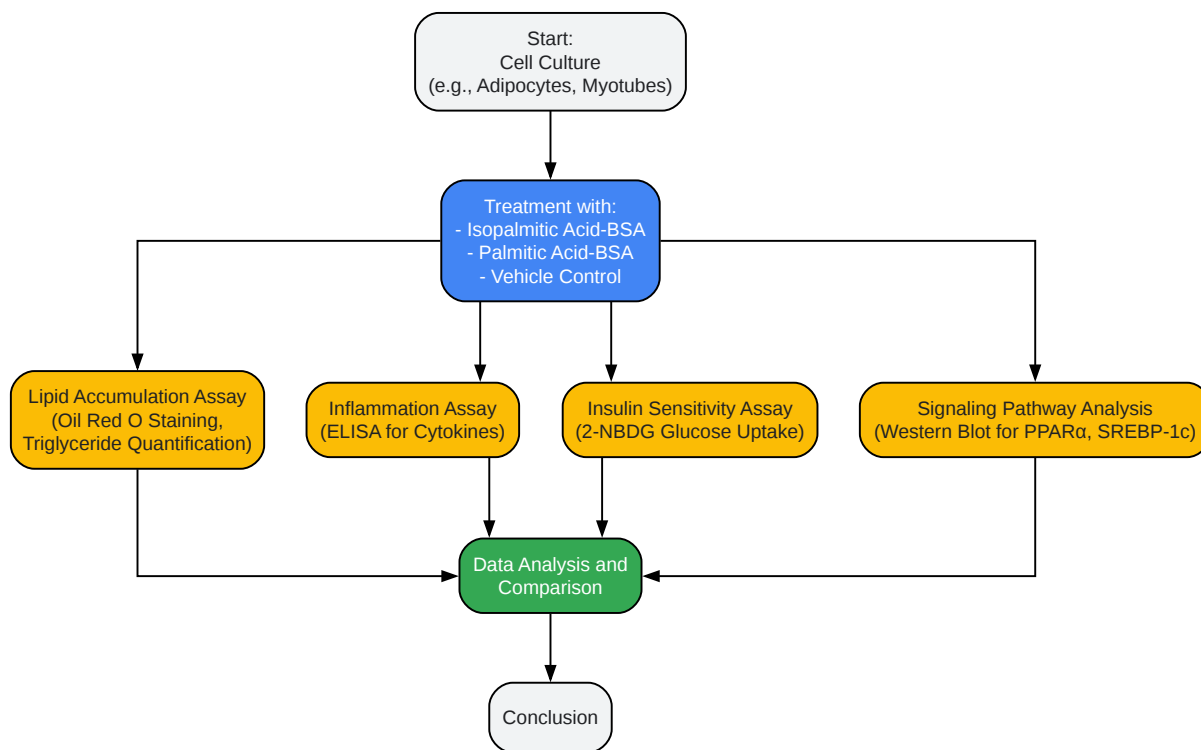 Start:
Cell Culture
(e.g., Adipocytes, Myotubes)
Treatment with:
- Isopalmitic Acid-BSA
- Palmitic Acid-BSA
- Vehicle Control
Lipid Accumulation Assay
(Oil Red O Staining,
Triglyceride Quantification)
Inflammation Assay
(ELISA for Cytokines)
Insulin Sensitivity Assay
(2-NBDG Glucose Uptake)
Signaling Pathway Analysis
(Western Blot for PPARα, SREBP-1c)
Data Analysis and
Comparison
Conclusion